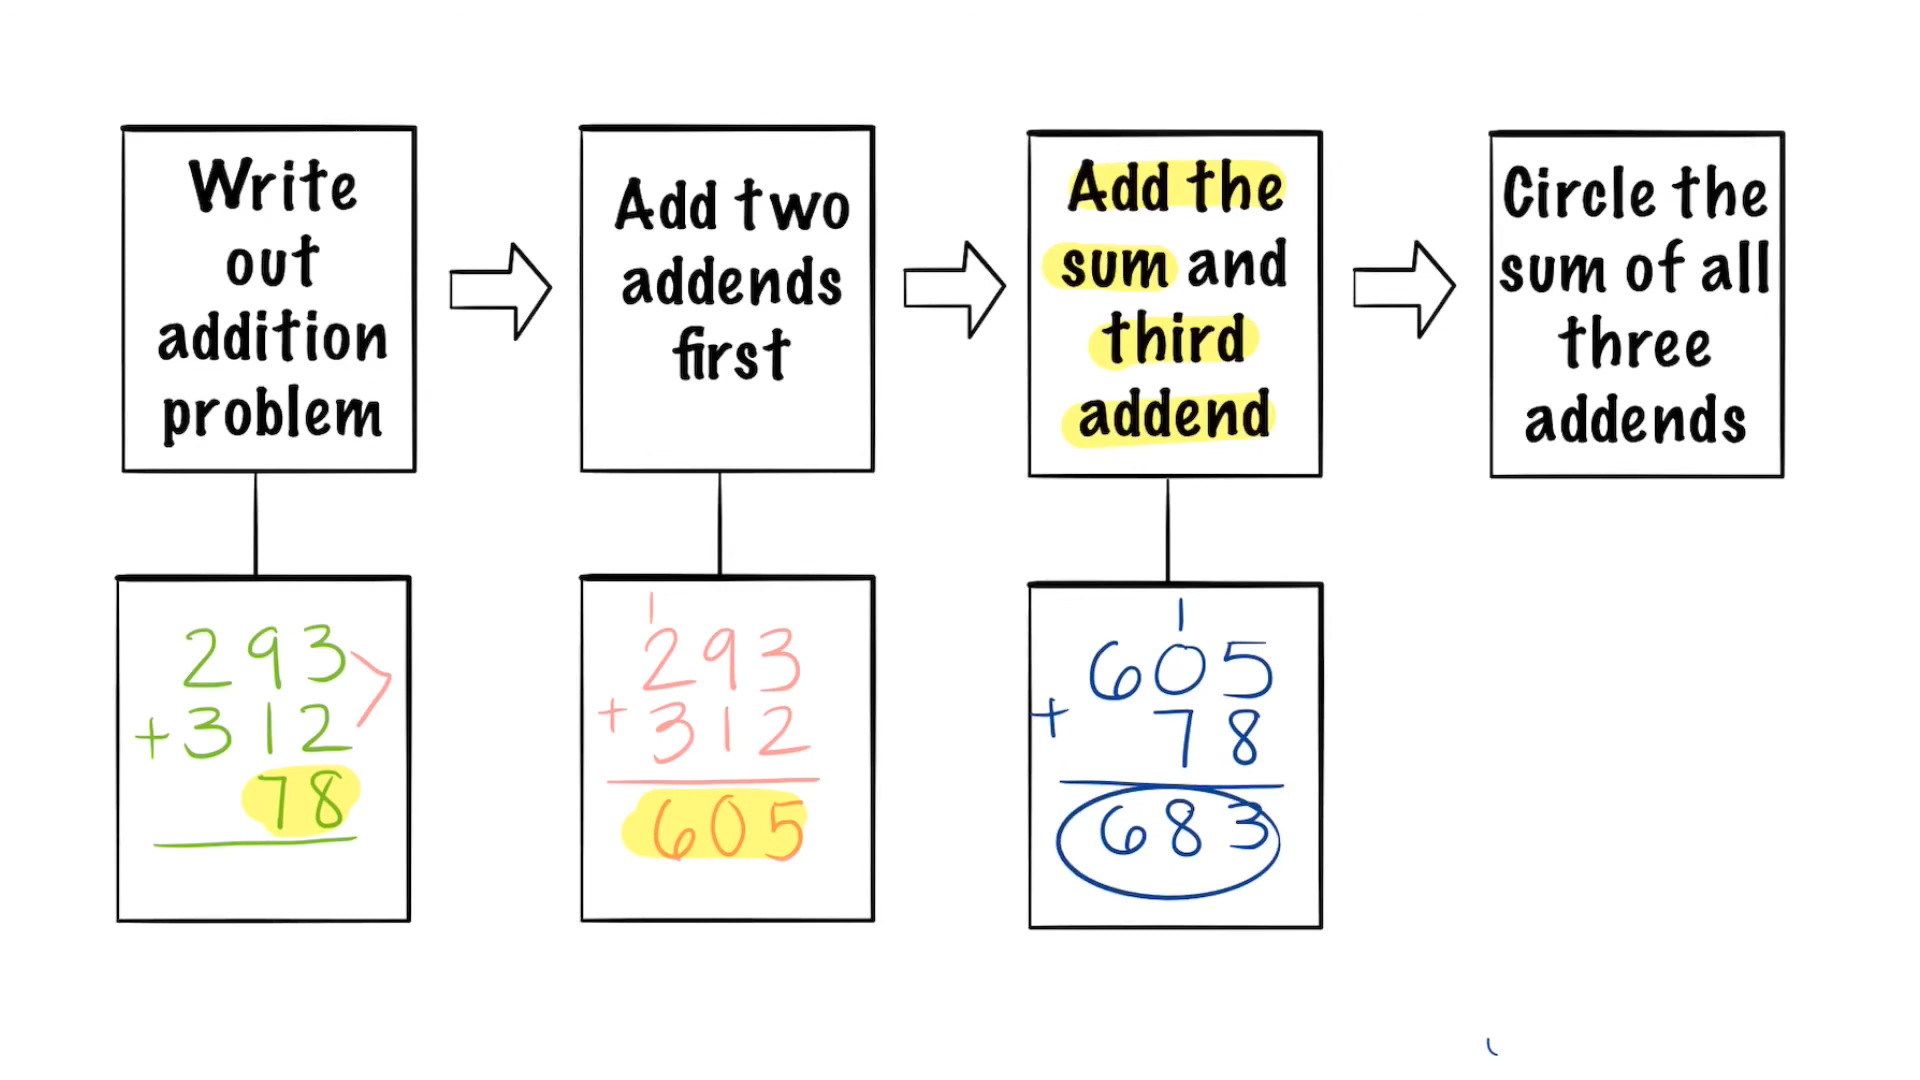 Write
out
addition
problem
Add two
addends
first
Add the
sum and
third
addend
Circle the
sum of all
three
addends
293
+312
78
1
293
+312
605
1
605
+ 78
683